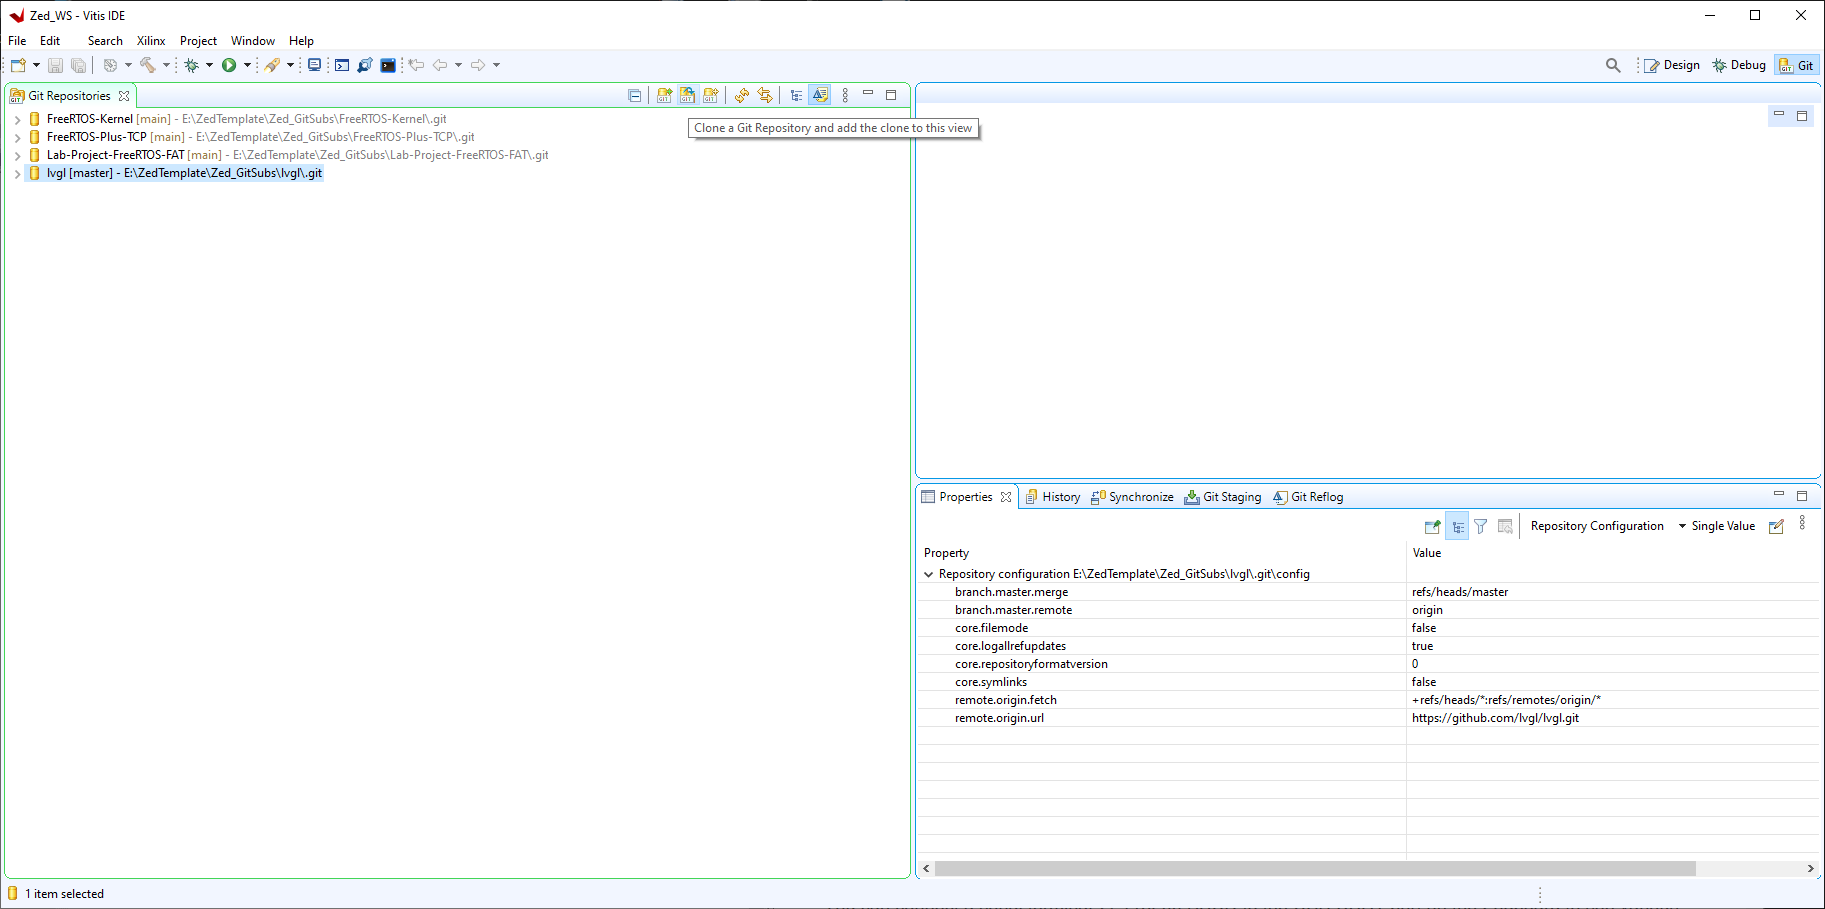 Zed_WS - Vitis IDE
File Edit Search Xilinx Project Window Help
Design Debug Git
Git Repositories
FreeRTOS-Kernel [main] - E:\ZedTemplate\Zed_GitSubs\FreeRTOS-Kernel\.git
FreeRTOS-Plus-TCP [main] - E:\ZedTemplate\Zed_GitSubs\FreeRTOS-Plus-TCP\.git
Lab-Project-FreeRTOS-FAT [main] - E:\ZedTemplate\Zed_GitSubs\Lab-Project-FreeRTOS-FAT\.git
lvgl [master] - E:\ZedTemplate\Zed_GitSubs\lvgl\.git
Clone a Git Repository and add the clone to this view
Properties History Synchronize Git Staging Git Reflog
Repository Configuration Single Value
Property Value
Repository configuration E:\ZedTemplate\Zed_GitSubs\lvgl\.git\config
branch.master.merge refs/heads/master
branch.master.remote origin
core.filemode false
core.logallrefupdates true
core.repositoryformatversion 0
core.symlinks false
remote.origin.fetch +refs/heads/*:refs/remotes/origin/*
remote.origin.url https://github.com/lvgl/lvgl.git
1 item selected